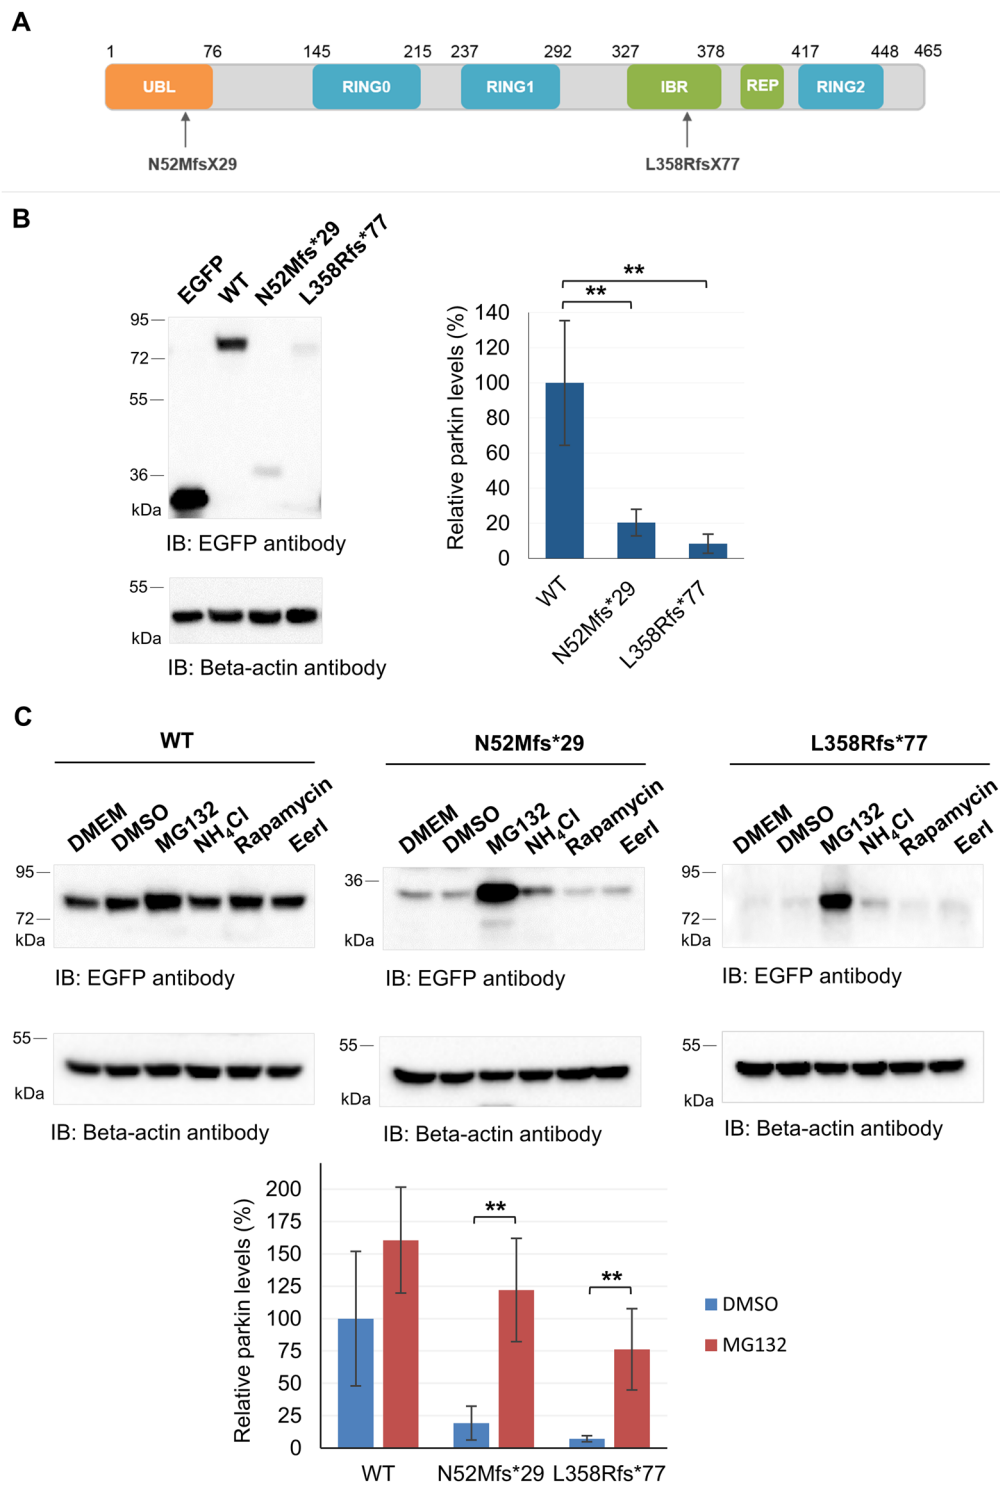 A
1 76 145 215 237 292 327 378 417 448 465
UBL RING0 RING1 IBR REP RING2
N52MfsX29 L358RfsX77
B
EGFP WT N52Mfs*29 L358Rfs*77
95
72
55
36
kDa
IB: EGFP antibody
55
kDa
IB: Beta-actin antibody
** 
**
Relative parkin levels (%)
140
120
100
80
60
40
20
0
WT N52Mfs*29 L358Rfs*77
C
WT
DMEM DMSO MG132 NH4Cl Rapamycin EerI
95
72
kDa
IB: EGFP antibody
55
kDa
IB: Beta-actin antibody
N52Mfs*29
DMEM DMSO MG132 NH4Cl Rapamycin EerI
36
kDa
IB: EGFP antibody
55
kDa
IB: Beta-actin antibody
L358Rfs*77
DMEM DMSO MG132 NH4Cl Rapamycin EerI
95
72
kDa
IB: EGFP antibody
55
kDa
IB: Beta-actin antibody
Relative parkin levels (%)
200
175
150
125
100
75
50
25
0
**
**
WT N52Mfs*29 L358Rfs*77
DMSO
MG132